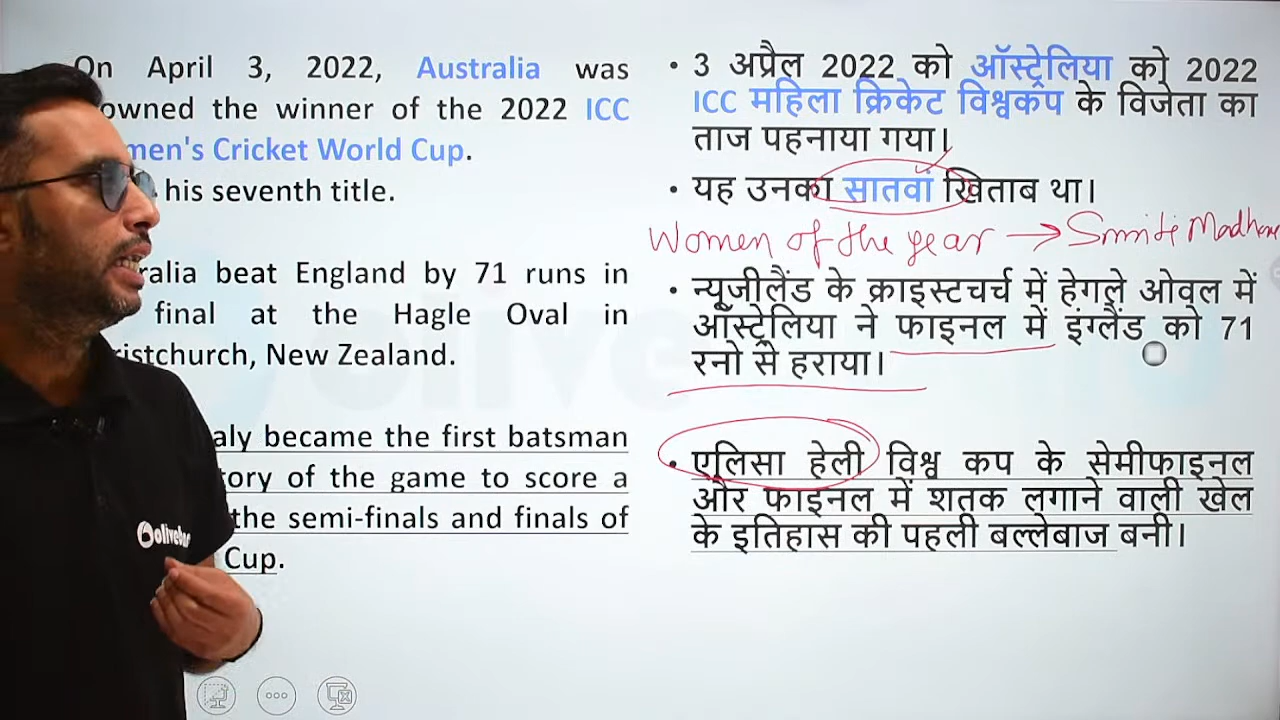 On April 3, 2022, Australia was
owned the winner of the 2022 ICC
men's Cricket World Cup.
his seventh title.
ralia beat England by 71 runs in
final at the Hagle Oval in
ristchurch, New Zealand.
aly became the first batsman
tory of the game to score a
the semi-finals and finals of
Cup.
• 3 अप्रैल 2022 को ऑस्ट्रेलिया को 2022
ICC महिला क्रिकेट विश्वकप के विजेता का
ताज पहनाया गया।
• यह उनका सातवां खिताब था।
Women of the year → Smriti Madhana
• न्यूजीलैंड के क्राइस्टचर्च में हेगले ओवल में
ऑस्ट्रेलिया ने फाइनल में इंग्लैंड को 71
रनो से हराया।
• एलिसा हेली विश्व कप के सेमीफाइनल
और फाइनल में शतक लगाने वाली खेल
के इतिहास की पहली बल्लेबाज बनी।
oliveboard